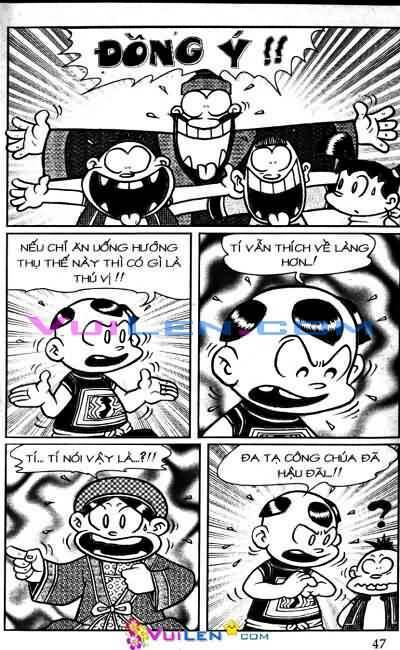 ĐỒNG Ý !!
NẾU CHỈ ĂN UỐNG HƯỞNG
THỤ THẾ NÀY THÌ CÓ GÌ LÀ
THÚ VỊ !!
TÍ VẪN THÍCH VỀ LÀNG
HƠN..!
VUILEN.COM
TÍ... TÍ NÓI VẬY LÀ..?!!
ĐA TẠ CÔNG CHÚA ĐÃ
HẬU ĐÃI..!!
?
47
VUILEN.COM